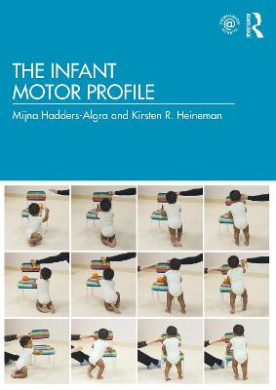 THE INFANT
MOTOR PROFILE
Mijna Hadders-Algra and Kirsten R. Heineman